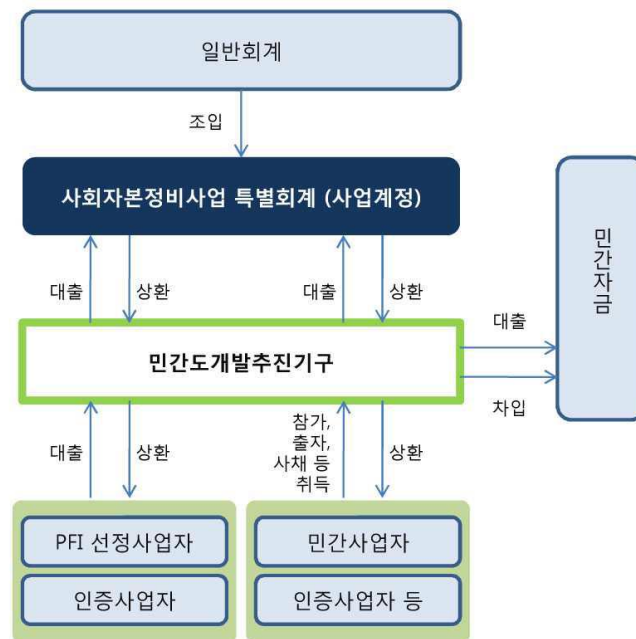 일반회계
조입
사회자본정비사업 특별회계 (사업계정)
대출
상환
대출
상환
민간자금
대출
민간도개발추진기구
차입
대출
상환
참가,
출자,
사채 등
취득
상환
PFI 선정사업자
민간사업자
인증사업자
인증사업자 등